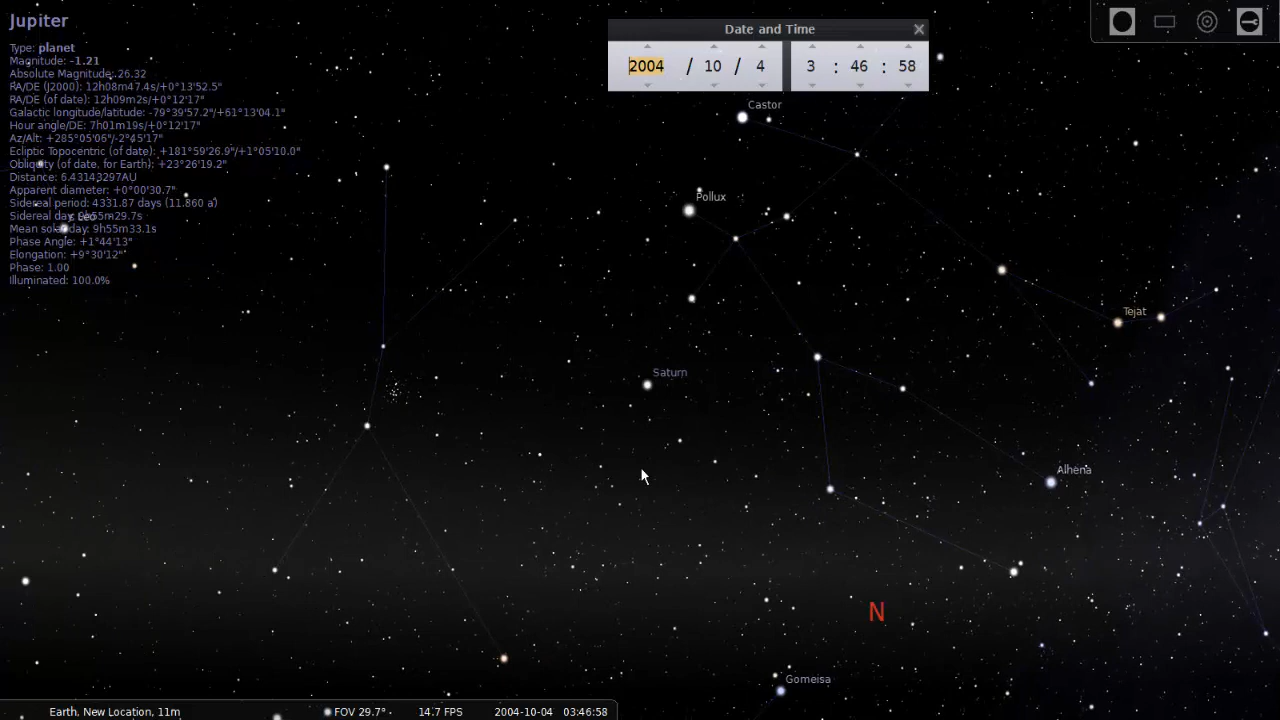 Jupiter
Type: planet
Magnitude: -1.21
Absolute Magnitude: 26.32
RA/DE (J2000): 12h08m47.4s/+0°13'52.5"
RA/DE (of date): 12h09m2s/+0°12'17"
Galactic longitude/latitude: -79°39'57.2"/+61°13'04.1"
Hour angle/DE: 7h01m19s/+0°12'17"
Az/Alt: +285°05'06"/-2°45'17"
Ecliptic Topocentric (of date): +181°59'26.9"/+1°05'10.0"
Obliquity (of date, for Earth): +23°26'19.2"
Distance: 6.43143297AU
Apparent diameter: +0°00'30.7"
Sidereal period: 4331.87 days (11.860 a)
Sidereal day: 9h55m29.7s
Mean solar day: 9h55m33.1s
Phase Angle: +1°44'13"
Elongation: +9°30'12"
Phase: 1.00
Illuminated: 100.0%
Date and Time
2004 / 10 / 4 3 : 46 : 58
Castor
Pollux
Tejat
Saturn
Alhena
N
Gomeisa
Earth, New Location, 11m FOV 29.7° 14.7 FPS 2004-10-04 03:46:58